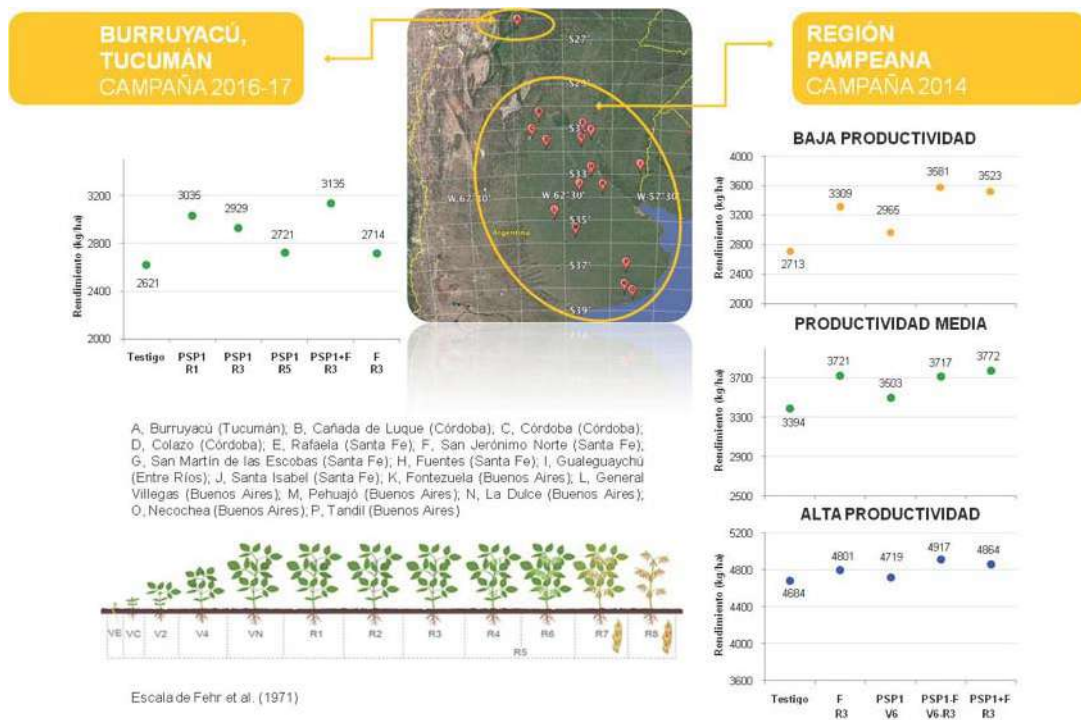 BURRUYACÚ,
TUCUMÁN
CAMPAÑA 2016-17
REGIÓN
PAMPEANA
CAMPAÑA 2014
S27°
S29°
S31°
S33
W 62°30'
W 57°30'
S35°
Argentina
S37°
S39°
Rendimiento (kg/ha)
3200
2800
2400
2000
2621
3035
2929
2721
3135
2714
Testigo PSP1 PSP1 PSP1 PSP1+F F
R1 R3 R5 R3 R3
BAJA PRODUCTIVIDAD
Rendimiento (kg/ha)
4000
3600
3200
2800
2400
2000
2713
3309
2965
3581
3523
PRODUCTIVIDAD MEDIA
Rendimiento (kg/ha)
3700
3300
2900
2500
3394
3721
3503
3717
3772
ALTA PRODUCTIVIDAD
Rendimiento (kg/ha)
5200
4800
4400
4000
3600
4684
4801
4719
4917
4864
Testigo F PSP1 PSP1-F PSP1+F
R3 V6 V6-R3 R3
A, Burruyacú (Tucumán); B, Cañada de Luque (Córdoba), C, Córdoba (Córdoba);
D, Colazo (Córdoba); E, Rafaela (Santa Fe), F, San Jerónimo Norte (Santa Fe);
G, San Martín de las Escobas (Santa Fe); H, Fuentes (Santa Fe); I, Gualeguaychú
(Entre Ríos); J, Santa Isabel (Santa Fe); K, Fontezuela (Buenos Aires); L, General
Villegas (Buenos Aires); M, Pehuajó (Buenos Aires); N, La Dulce (Buenos Aires);
O, Necochea (Buenos Aires); P, Tandil (Buenos Aires)
VE VC V2 V4 VN R1 R2 R3 R4 R6 R7 R8
R5
Escala de Fehr et al. (1971)